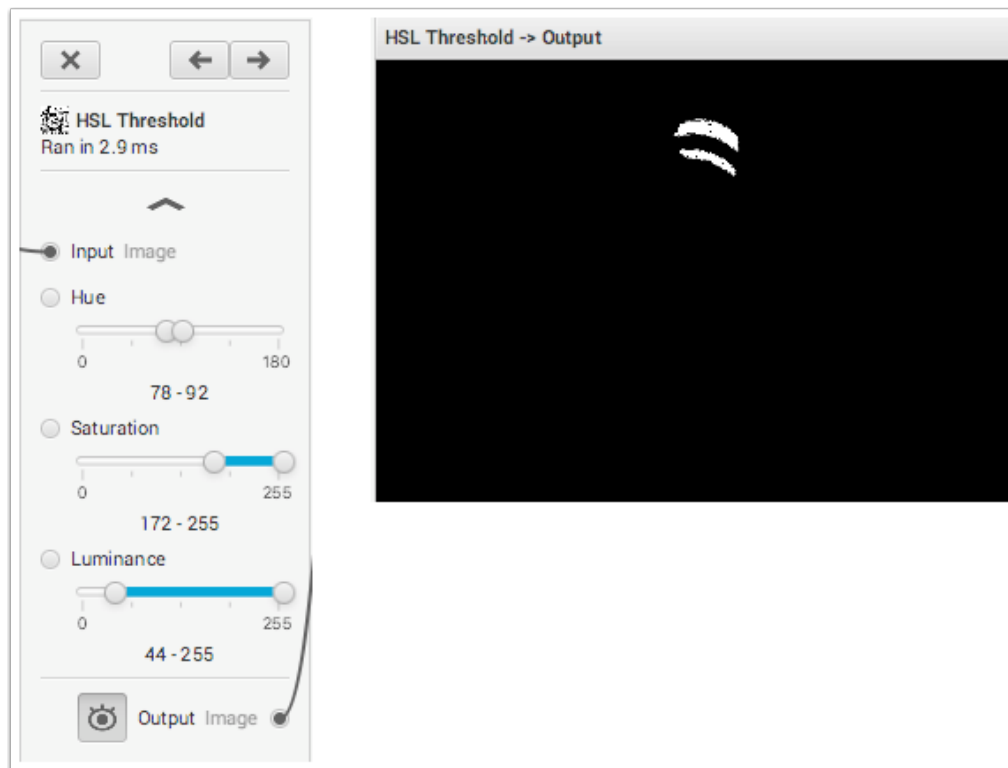 HSL Threshold -> Output
HSL Threshold
Ran in 2.9 ms
Input Image
Hue
0 180
78 - 92
Saturation
0 255
172 - 255
Luminance
0 255
44 - 255
Output Image